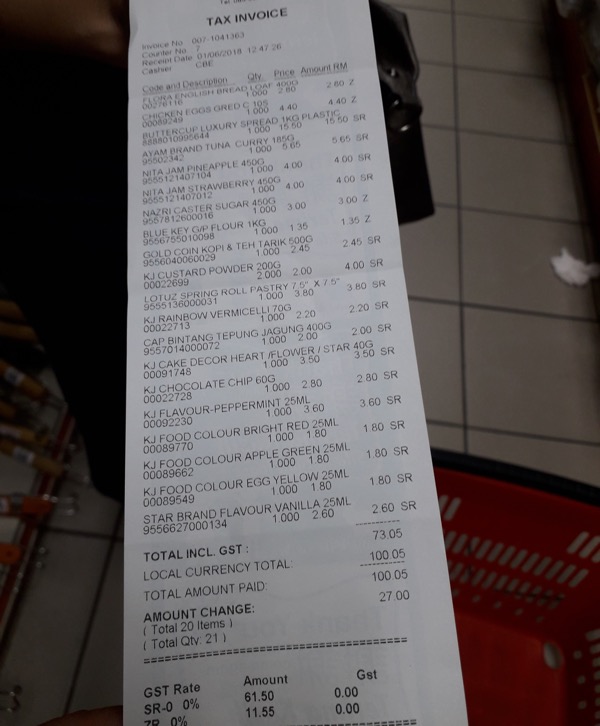 TAX INVOICE
Invoice No 007 1041363
Counter No 7
Receipt Date 01/06/2018 12:47:26
Cashier CBE
Code and Description Qty. Price Amount RM
FLORA ENGLISH BREAD LOAF 400G
00276116 1.000 2.80 2.80 Z
CHICKEN EGGS GRED C 10S
00089249 1.000 4.40 4.40 Z
BUTTERCUP LUXURY SPREAD 1KG PLASTIC
8888010995644 1.000 15.50 15.50 SR
AYAM BRAND TUNA CURRY 185G
95502342 1.000 5.65 5.65 SR
NITA JAM PINEAPPLE 450G
9555121407104 1.000 4.00 4.00 SR
NITA JAM STRAWBERRY 450G
9555121407012 1.000 4.00 4.00 SR
NAZRI CASTER SUGAR 450G
9557812600016 1.000 3.00 3.00 Z
BLUE KEY G/P FLOUR 1KG
9556755010098 1.000 1.35 1.35 Z
GOLD COIN KOPI & TEH TARIK 500G
9556040060029 1.000 2.45 2.45 SR
KJ CUSTARD POWDER 200G
00022699 2.000 2.00 4.00 SR
LOTUZ SPRING ROLL PASTRY 7.5" X 7.5"
9555136000031 1.000 3.80 3.80 SR
KJ RAINBOW VERMICELLI 70G
00022713 1.000 2.20 2.20 SR
CAP BINTANG TEPUNG JAGUNG 400G
9557014000072 1.000 2.00 2.00 SR
KJ CAKE DECOR HEART /FLOWER / STAR 40G
00091748 1.000 3.50 3.50 SR
KJ CHOCOLATE CHIP 60G
00022728 1.000 2.80 2.80 SR
KJ FLAVOUR-PEPPERMINT 25ML
00092230 1.000 3.60 3.60 SR
KJ FOOD COLOUR BRIGHT RED 25ML
00089770 1.000 1.80 1.80 SR
KJ FOOD COLOUR APPLE GREEN 25ML
00089662 1.000 1.80 1.80 SR
KJ FOOD COLOUR EGG YELLOW 25ML
00089549 1.000 1.80 1.80 SR
STAR BRAND FLAVOUR VANILLA 25ML
9556627000134 1.000 2.60 2.60 SR
TOTAL INCL. GST : 73.05
LOCAL CURRENCY TOTAL: 100.05
TOTAL AMOUNT PAID: 100.05
AMOUNT CHANGE: 27.00
( Total 20 Items )
( Total Qty: 21 )
GST Rate Amount Gst
SR-0 0% 61.50 0.00
ZR 0% 11.55 0.00